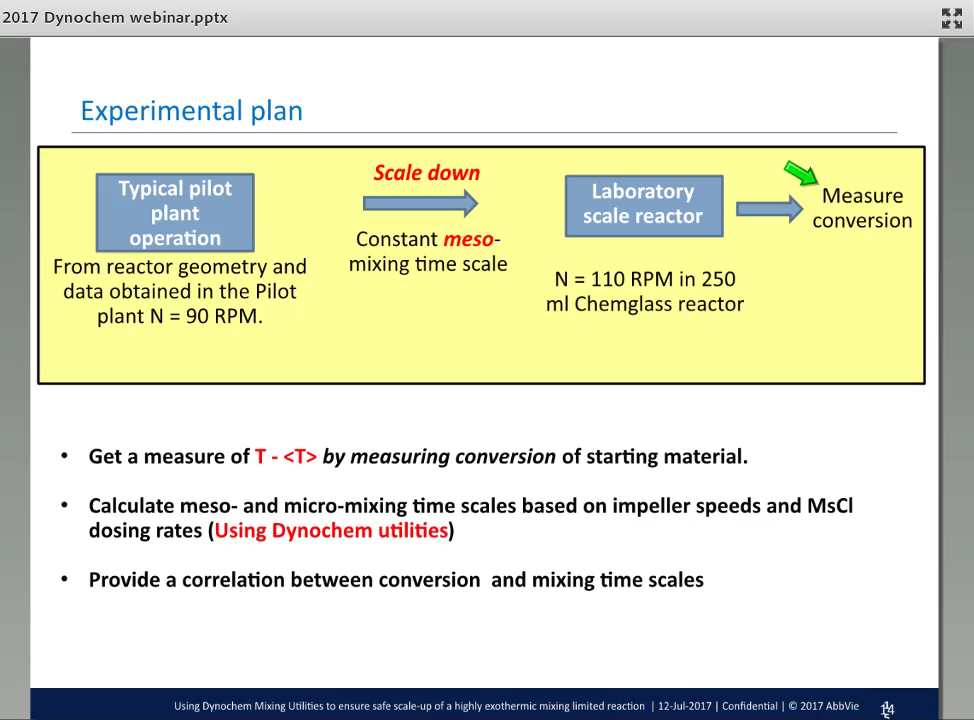 2017 Dynochem webinar.pptx
Experimental plan
Typical pilot
plant
operation
From reactor geometry and
data obtained in the Pilot
plant N = 90 RPM.
Scale down
Constant meso-
mixing time scale
Laboratory
scale reactor
N = 110 RPM in 250
ml Chemglass reactor
Measure
conversion
• Get a measure of T - <T> by measuring conversion of starting material.
• Calculate meso- and micro-mixing time scales based on impeller speeds and MsCl
dosing rates (Using Dynochem utilities)
• Provide a correlation between conversion and mixing time scales
Using Dynochem Mixing Utilities to ensure safe scale-up of a highly exothermic mixing limited reaction | 12-Jul-2017 | Confidential | © 2017 AbbVie